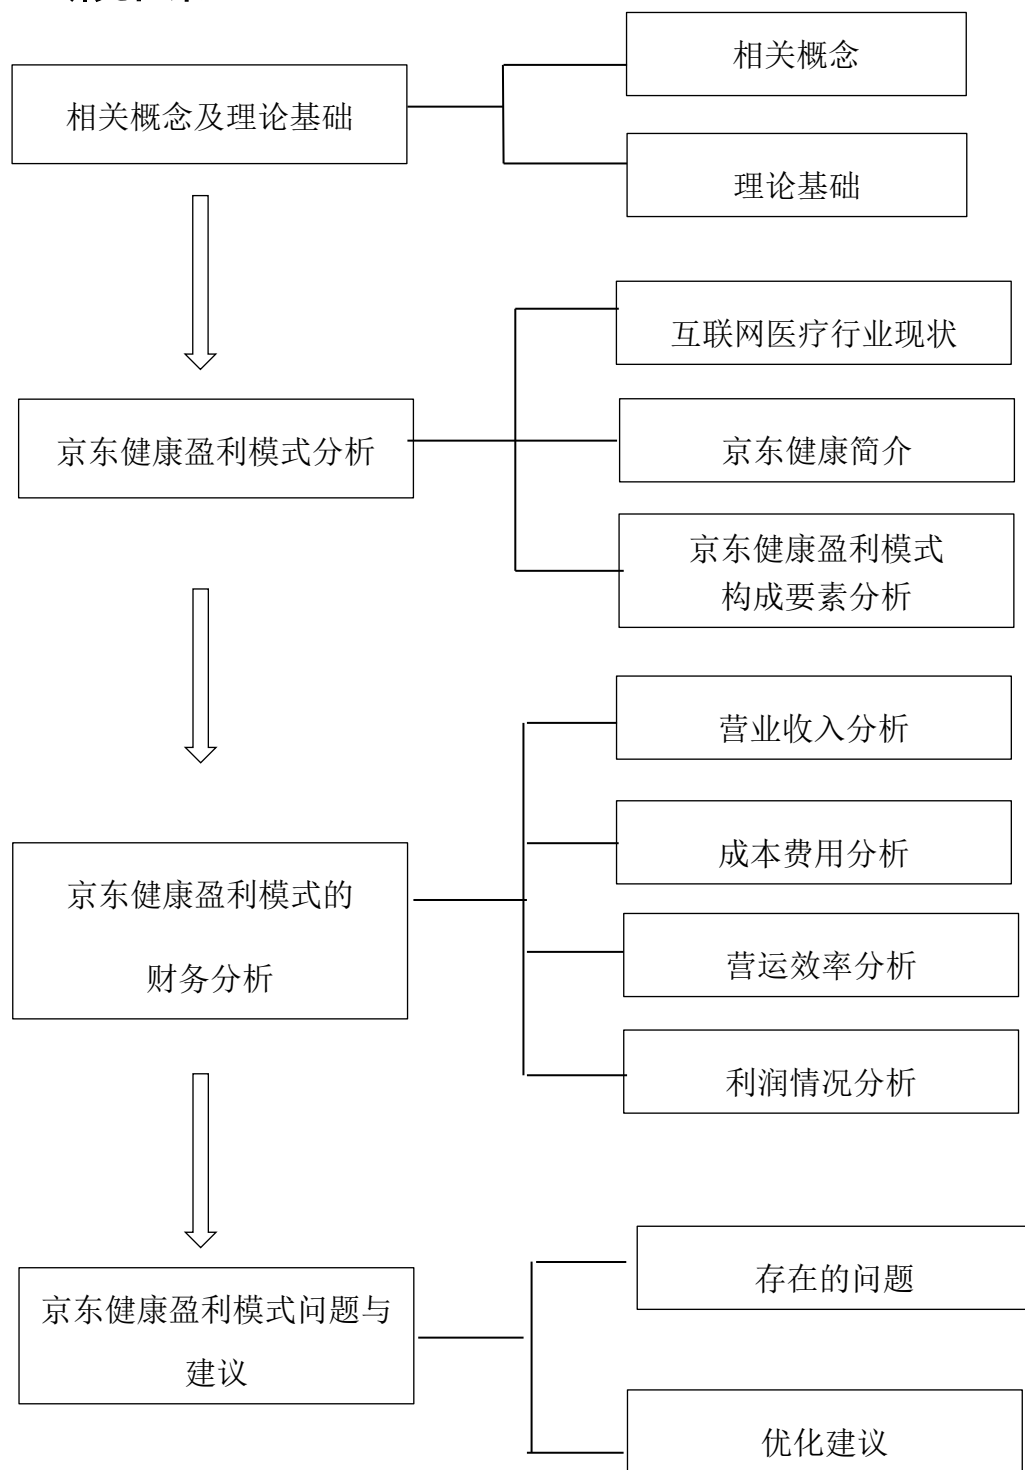 相关概念
相关概念及理论基础
理论基础
互联网医疗行业现状
京东健康盈利模式分析
京东健康简介
京东健康盈利模式
构成要素分析
营业收入分析
成本费用分析
京东健康盈利模式的
财务分析
营运效率分析
利润情况分析
存在的问题
京东健康盈利模式问题与
建议
优化建议